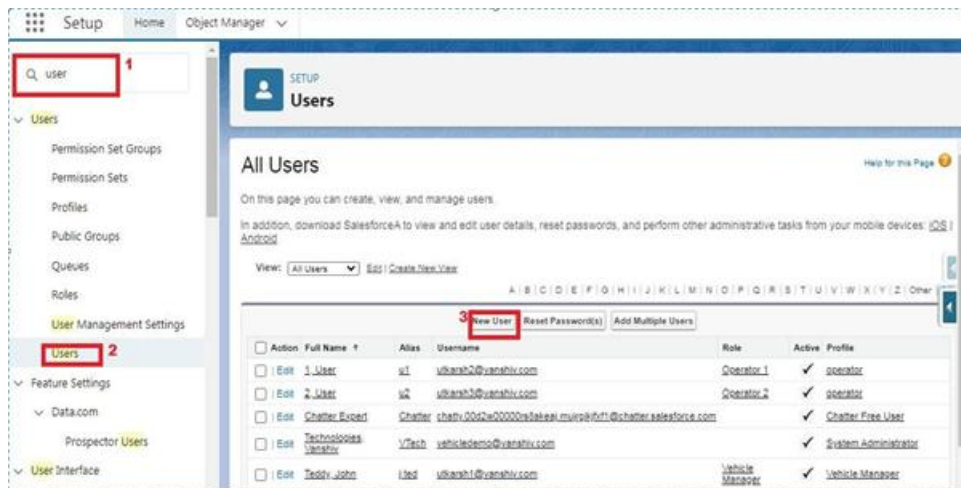 Setup Home Object Manager
user
1
Users
Permission Set Groups
Permission Sets
Profiles
Public Groups
Queues
Roles
User Management Settings
Users 2
Feature Settings
Data.com
Prospector Users
User Interface
SETUP
Users
All Users
Help for this Page
On this page you can create, view, and manage users.
In addition, download SalesforceA to view and edit user details, reset passwords, and perform other administrative tasks from your mobile devices: iOS |
Android
View: All Users Edit | Create New View
A | B | C | D | E | F | G | H | I | J | K | L | M | N | O | P | Q | R | S | T | U | V | W | X | Y | Z | Other
3 New User Reset Password(s) Add Multiple Users
Action Full Name ↑ Alias Username Role Active Profile
Edit 1, User u1 utkarsh2@vanshiv.com Operator 1 ✓ operator
Edit 2, User u2 utkarsh3@vanshiv.com Operator 2 ✓ operator
Edit Chatter Expert Chatter ✓ Chatter Free User
Edit Technologies, Vanshiv VTech vehicledemo@vanshiv.com ✓ System Administrator
Edit Teddy, John j.ted utkarsh1@vanshiv.com Vehicle Manager ✓ Vehicle Manager